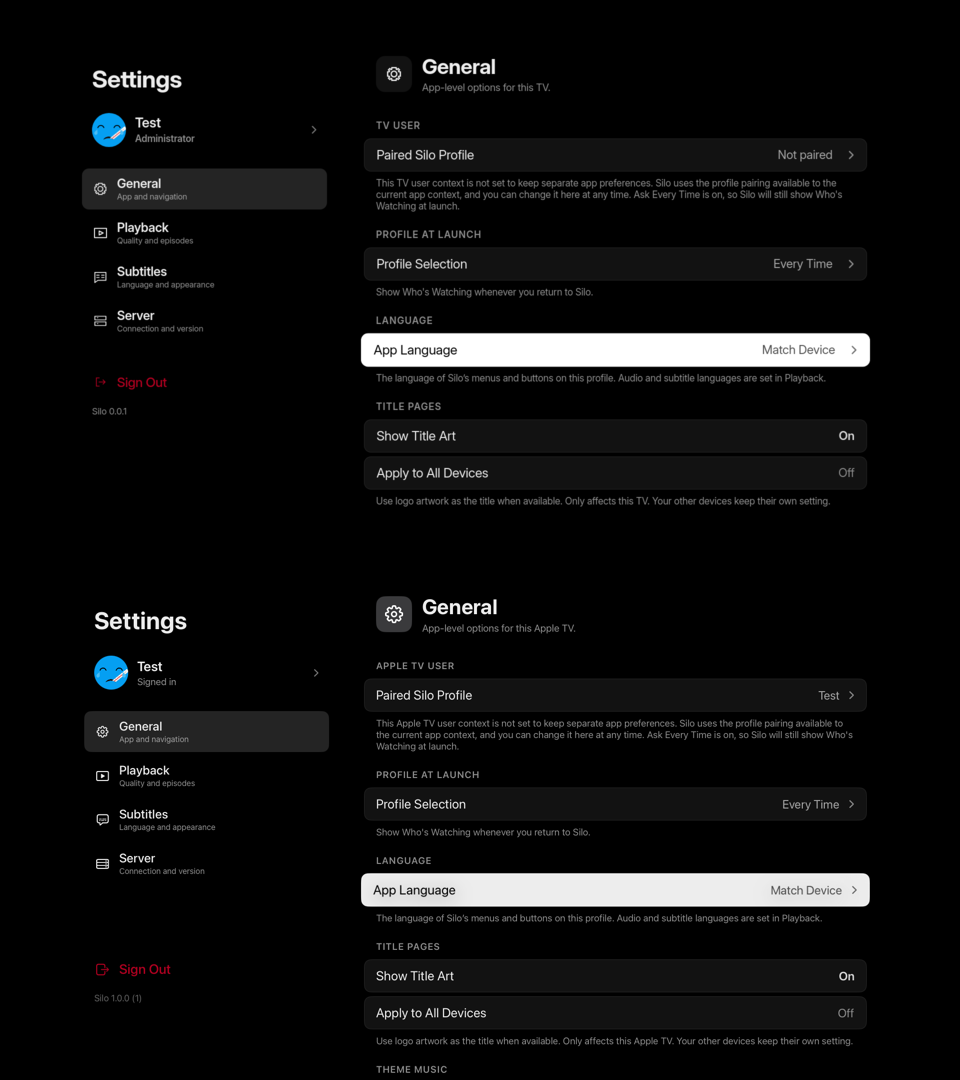 Settings
Test
Administrator
General
App and navigation
Playback
Quality and episodes
Subtitles
Language and appearance
Server
Connection and version
Sign Out
Silo 0.0.1
General
App-level options for this TV.
TV USER
Paired Silo Profile Not paired
This TV user context is not set to keep separate app preferences. Silo uses the profile pairing available to the
current app context, and you can change it here at any time. Ask Every Time is on, so Silo will still show Who's
Watching at launch.
PROFILE AT LAUNCH
Profile Selection Every Time
Show Who's Watching whenever you return to Silo.
LANGUAGE
App Language Match Device
The language of Silo's menus and buttons on this profile. Audio and subtitle languages are set in Playback.
TITLE PAGES
Show Title Art On
Apply to All Devices Off
Use logo artwork as the title when available. Only affects this TV. Your other devices keep their own setting.
Settings
Test
Signed in
General
App and navigation
Playback
Quality and episodes
Subtitles
Language and appearance
Server
Connection and version
Sign Out
Silo 1.0.0 (1)
General
App-level options for this Apple TV.
APPLE TV USER
Paired Silo Profile Test
This Apple TV user context is not set to keep separate app preferences. Silo uses the profile pairing available to
the current app context, and you can change it here at any time. Ask Every Time is on, so Silo will still show Who's
Watching at launch.
PROFILE AT LAUNCH
Profile Selection Every Time
Show Who's Watching whenever you return to Silo.
LANGUAGE
App Language Match Device
The language of Silo's menus and buttons on this profile. Audio and subtitle languages are set in Playback.
TITLE PAGES
Show Title Art On
Apply to All Devices Off
Use logo artwork as the title when available. Only affects this Apple TV. Your other devices keep their own setting.
THEME MUSIC